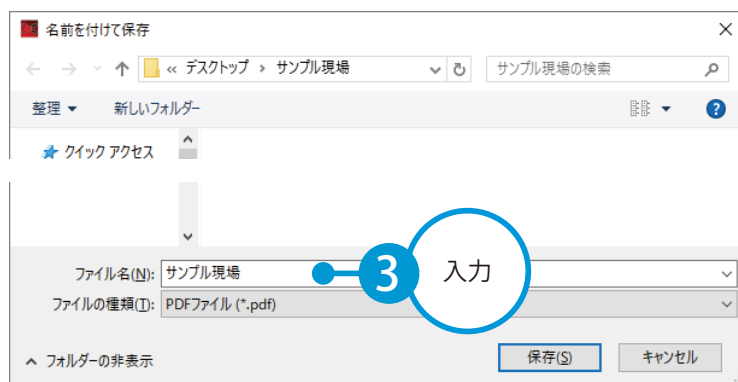 名前を付けて保存
« デスクトップ › サンプル現場
サンプル現場の検索
整理 ▼ 新しいフォルダー
クイック アクセス
ファイル名(N): サンプル現場
3 入力
ファイルの種類(T): PDFファイル (*.pdf)
フォルダーの非表示
保存(S) キャンセル